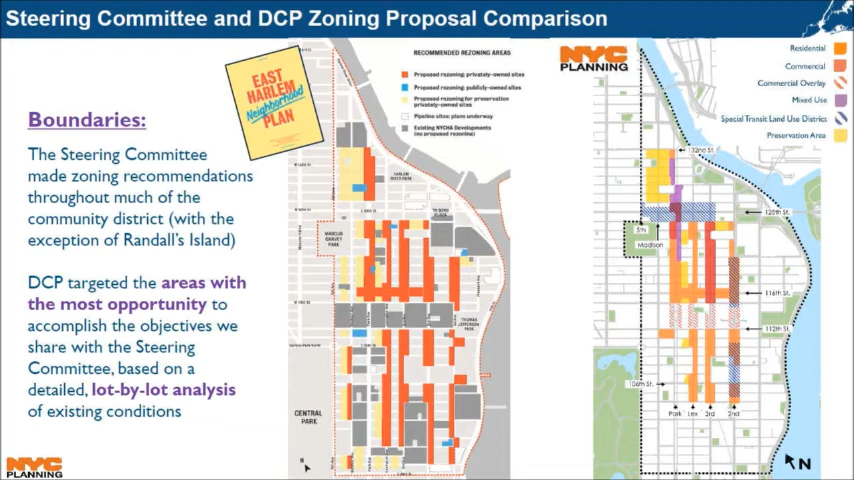 Steering Committee and DCP Zoning Proposal Comparison
EAST
HARLEM
Neighborhood
PLAN
Boundaries:
The Steering Committee
made zoning recommendations
throughout much of the
community district (with the
exception of Randall's Island)
DCP targeted the areas with
the most opportunity to
accomplish the objectives we
share with the Steering
Committee, based on a
detailed, lot-by-lot analysis
of existing conditions
NYC
PLANNING
RECOMMENDED REZONING AREAS
Proposed rezoning: privately-owned sites
Proposed rezoning: publicly-owned sites
Proposed rezoning for preservation
privately-owned sites
Pipeline sites: plans underway
Existing NYCHA Developments
(no proposed rezoning)
HARLEM
RIVER PARK
MARCUS
GARVEY
PARK
THOMAS
JEFFERSON
PARK
CENTRAL
PARK
N
NYC
PLANNING
Residential
Commercial
Commercial Overlay
Mixed Use
Special Transit Land Use District
Preservation Area
132nd St.
125th St.
5th
Madison
116th St.
112th St.
106th St.
Park
Lex
3rd
2nd
N